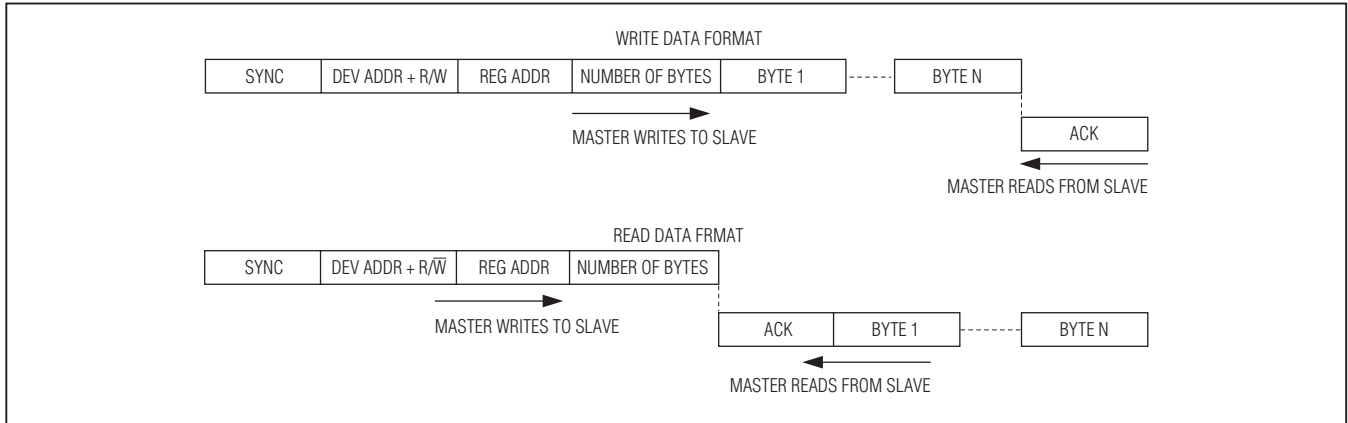 WRITE DATA FORMAT
SYNC DEV ADDR + R/W REG ADDR NUMBER OF BYTES BYTE 1 BYTE N
MASTER WRITES TO SLAVE
ACK
MASTER READS FROM SLAVE
READ DATA FRMAT
SYNC DEV ADDR + R/W̅ REG ADDR NUMBER OF BYTES
MASTER WRITES TO SLAVE
ACK BYTE 1 BYTE N
MASTER READS FROM SLAVE